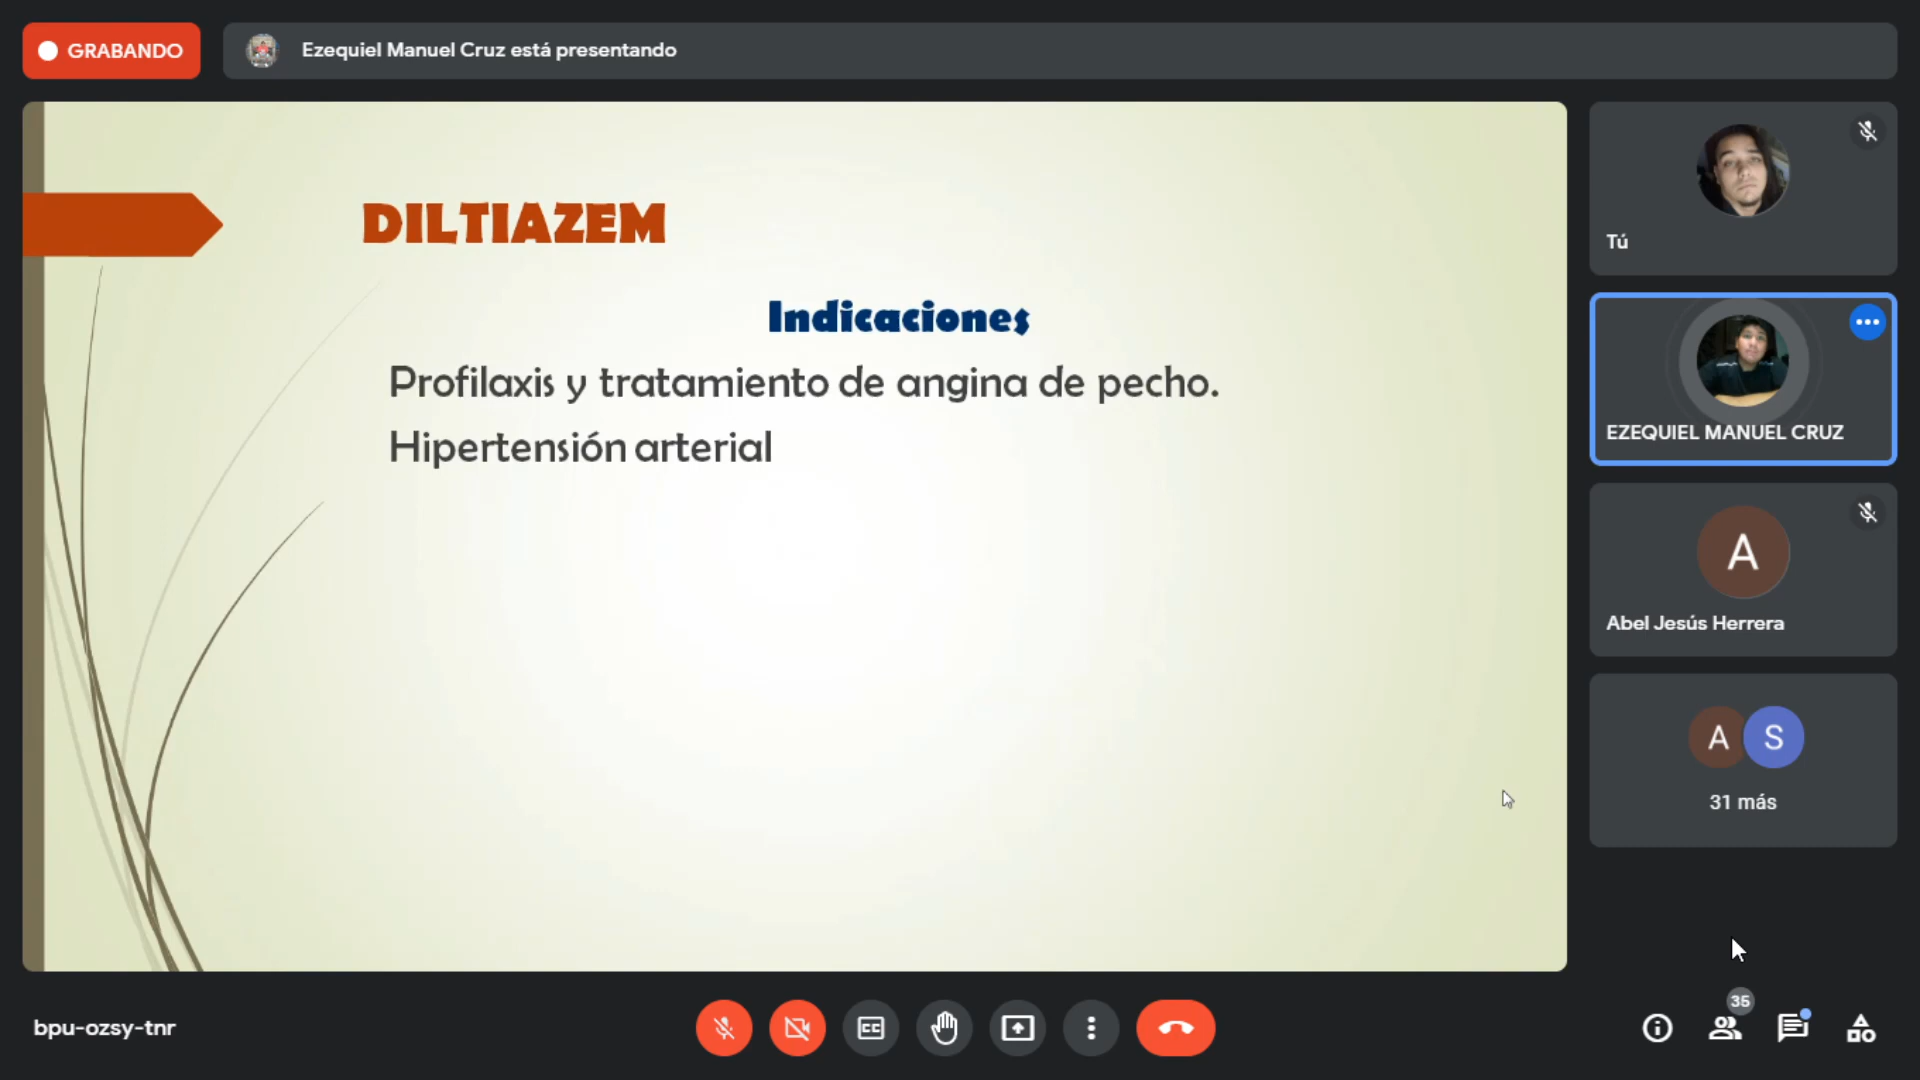 GRABANDO
Ezequiel Manuel Cruz está presentando
DILTIAZEM
Indicaciones
Profilaxis y tratamiento de angina de pecho.
Hipertensión arterial
Tú
EZEQUIEL MANUEL CRUZ
A
Abel Jesús Herrera
A S
31 más
bpu-ozsy-tnr
CC
35